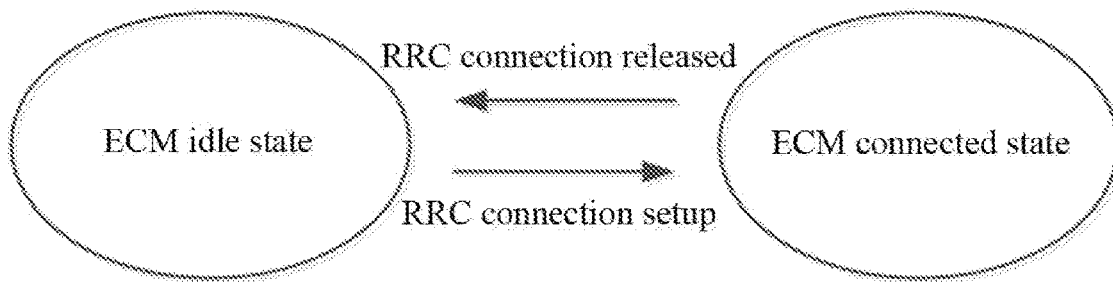 RRC connection released
ECM idle state
ECM connected state
RRC connection setup